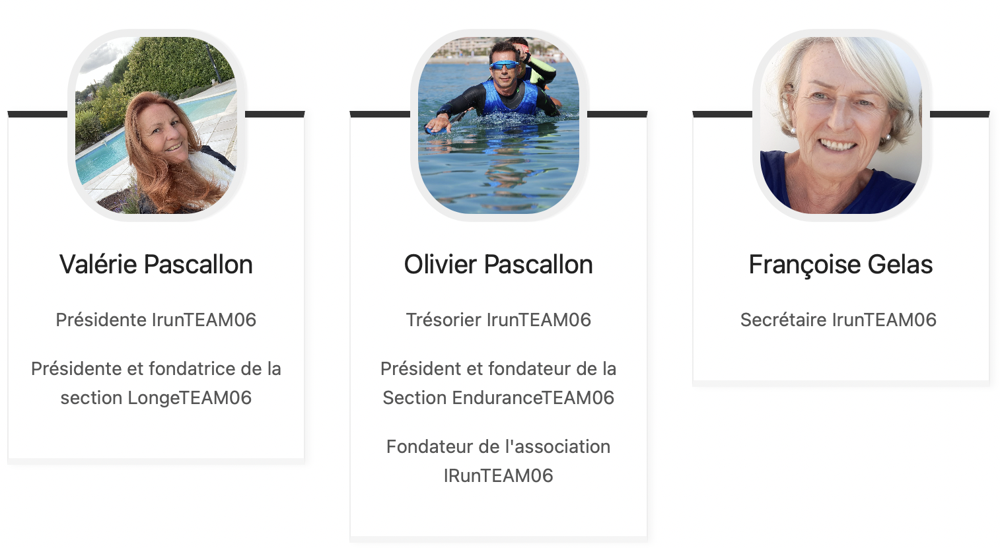 Valérie Pascallon
Présidente IrunTEAM06
Présidente et fondatrice de la
section LongeTEAM06
Olivier Pascallon
Trésorier IrunTEAM06
Président et fondateur de la
Section EnduranceTEAM06
Fondateur de l'association
IRunTEAM06
Françoise Gelas
Secrétaire IrunTEAM06